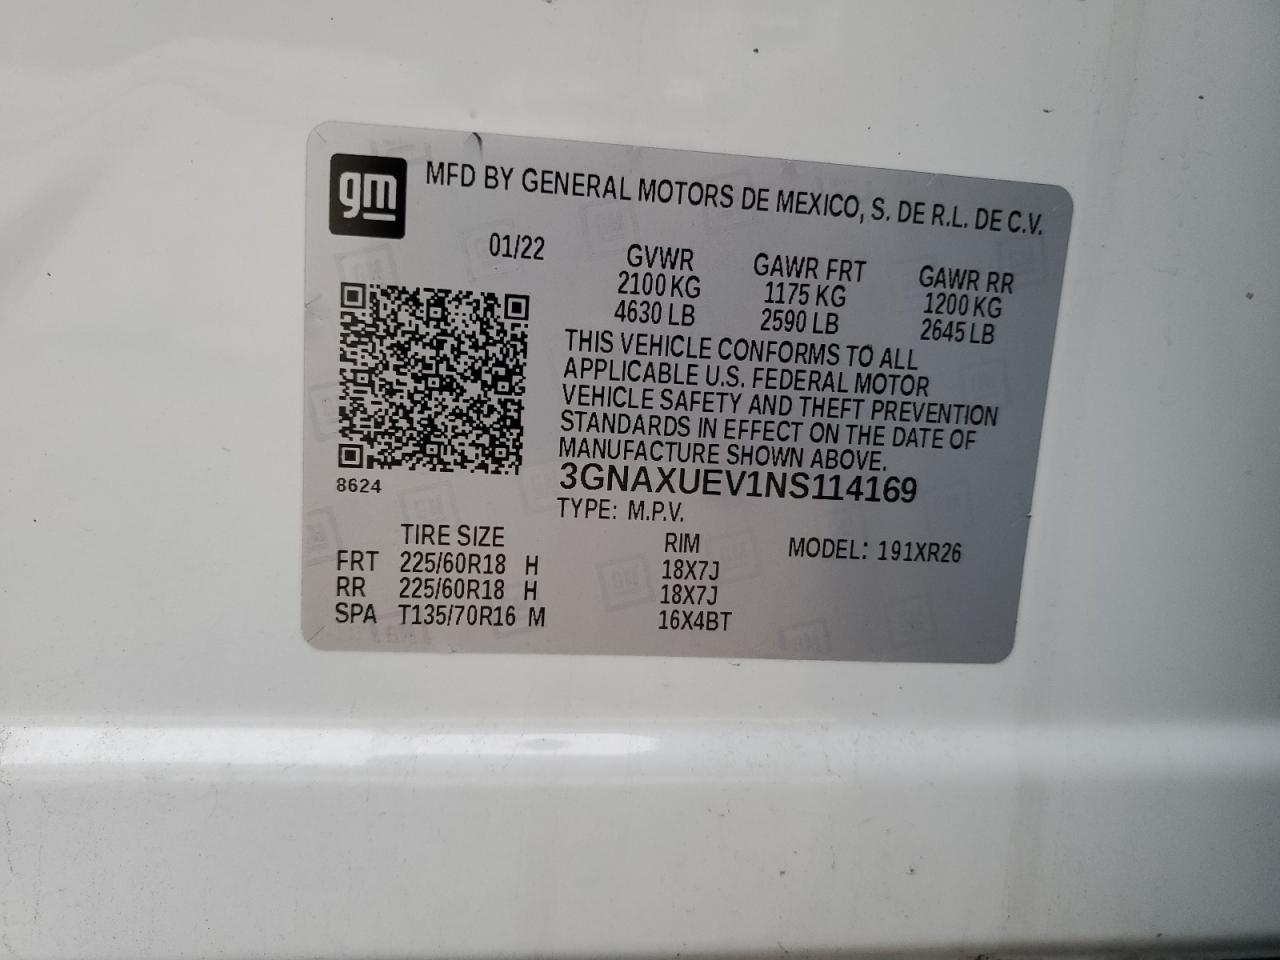 gm
MFD BY GENERAL MOTORS DE MEXICO, S. DE R.L. DE C.V.
01/22
GVWR
2100 KG
4630 LB
GAWR FRT
1175 KG
2590 LB
GAWR RR
1200 KG
2645 LB
THIS VEHICLE CONFORMS TO ALL
APPLICABLE U.S. FEDERAL MOTOR
VEHICLE SAFETY AND THEFT PREVENTION
STANDARDS IN EFFECT ON THE DATE OF
MANUFACTURE SHOWN ABOVE.
8624
3GNAXUEV1NS114169
TYPE: M.P.V.
TIRE SIZE RIM MODEL: 191XR26
FRT 225/60R18 H 18X7J
RR 225/60R18 H 18X7J
SPA T135/70R16 M 16X4BT